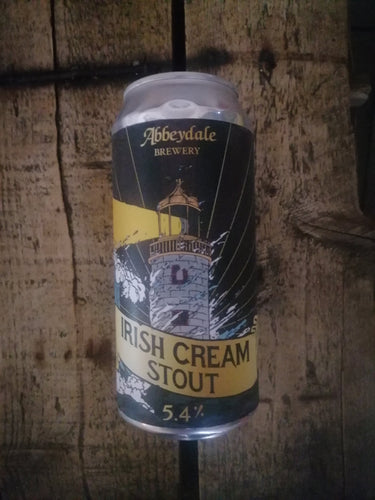 Abbeydale
BREWERY
IRISH CREAM
STOUT
5.4%